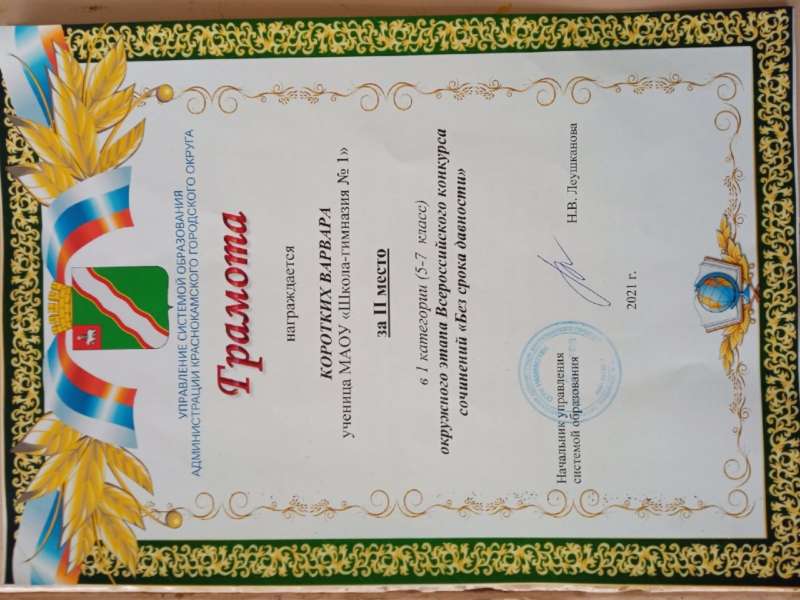 УПРАВЛЕНИЕ СИСТЕМОЙ ОБРАЗОВАНИЯ
АДМИНИСТРАЦИИ КРАСНОКАМСКОГО ГОРОДСКОГО ОКРУГА
Грамота
награждается
КОРОТКИХ ВАРВАРА
ученица МАОУ «Школа-гимназия № 1»
за II место
в 1 категории (5-7 класс)
окружного этапа Всероссийского конкурса
сочинений «Без срока давности»
Начальник управления
системой образования
Н.В. Леушканова
2021 г.